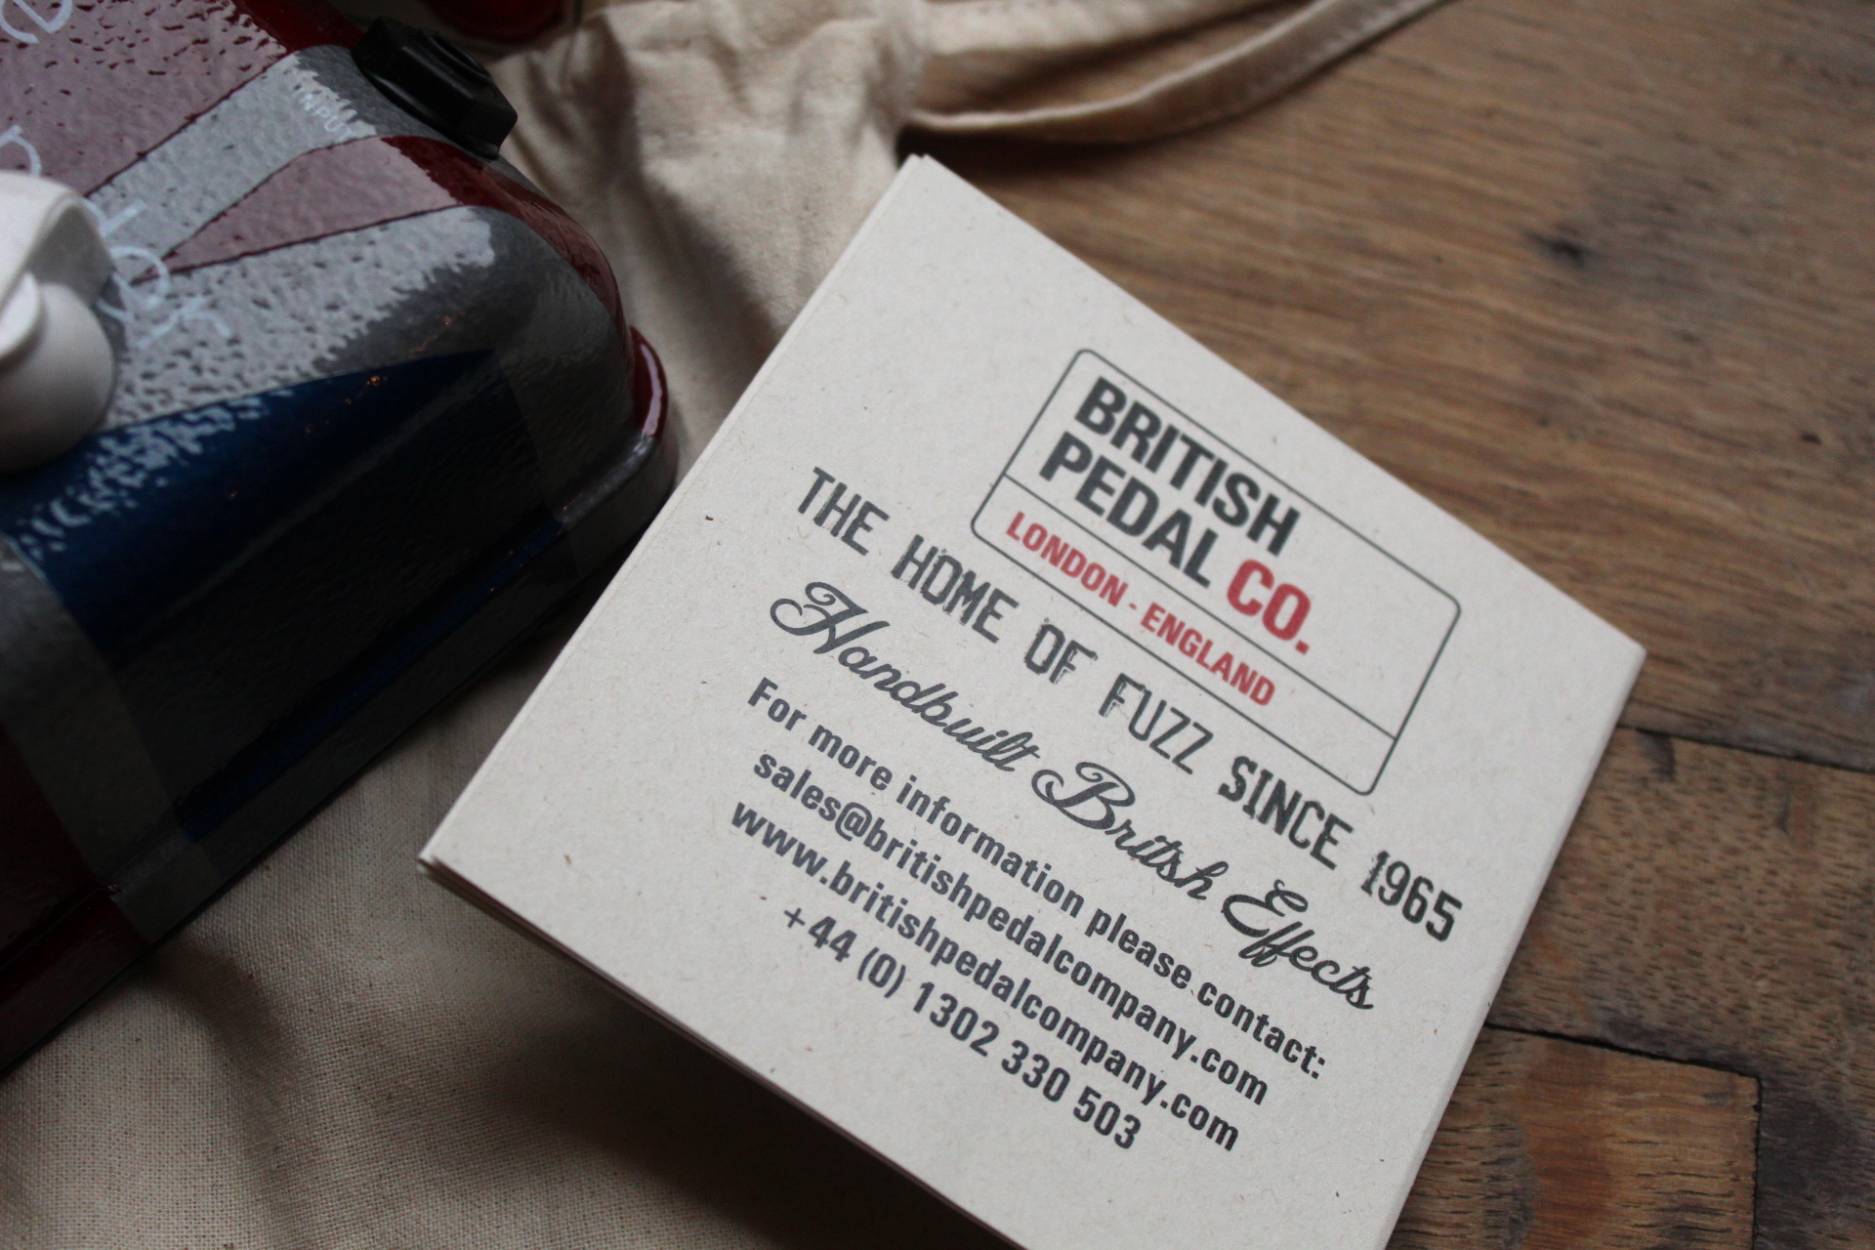 INPUT
BRITISH
PEDAL CO.
LONDON · ENGLAND
THE HOME OF FUZZ SINCE 1965
Handbuilt British Effects
For more information please contact:
sales@britishpedalcompany.com
www.britishpedalcompany.com
+44 (0) 1302 330 503